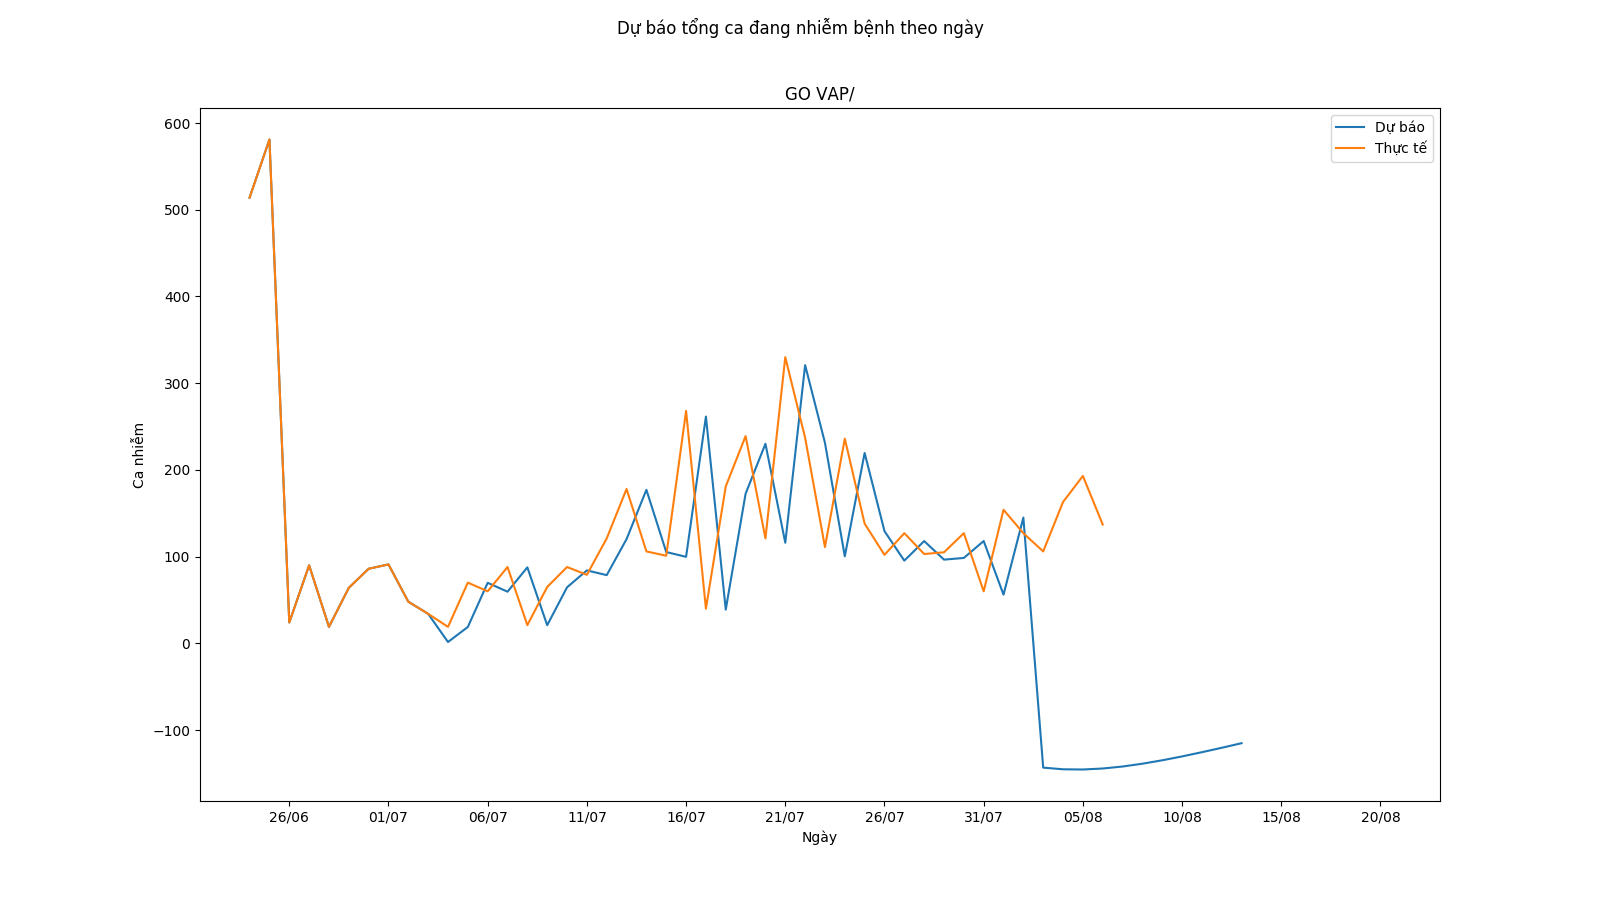 Dự báo tổng ca đang nhiễm bệnh theo ngày
GO VAP/
Dự báo
Thực tế
600
500
400
300
200
100
0
−100
Ca nhiễm
26/06 01/07 06/07 11/07 16/07 21/07 26/07 31/07 05/08 10/08 15/08 20/08
Ngày